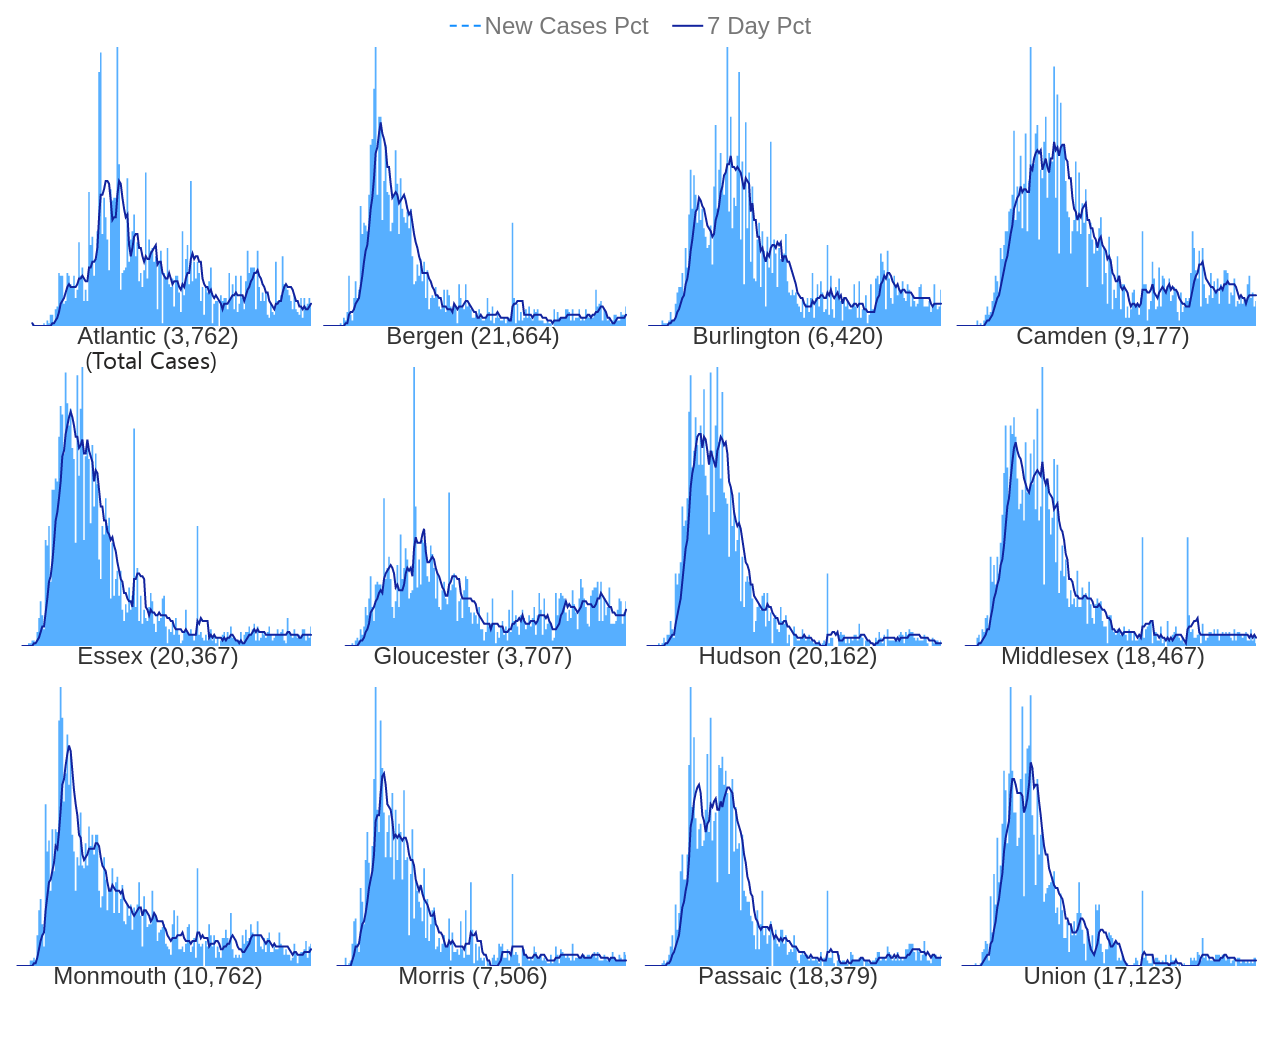 New Cases Pct 7 Day Pct
Atlantic (3,762) Bergen (21,664) Burlington (6,420) Camden (9,177)
(Total Cases)
Essex (20,367) Gloucester (3,707) Hudson (20,162) Middlesex (18,467)
Monmouth (10,762) Morris (7,506) Passaic (18,379) Union (17,123)